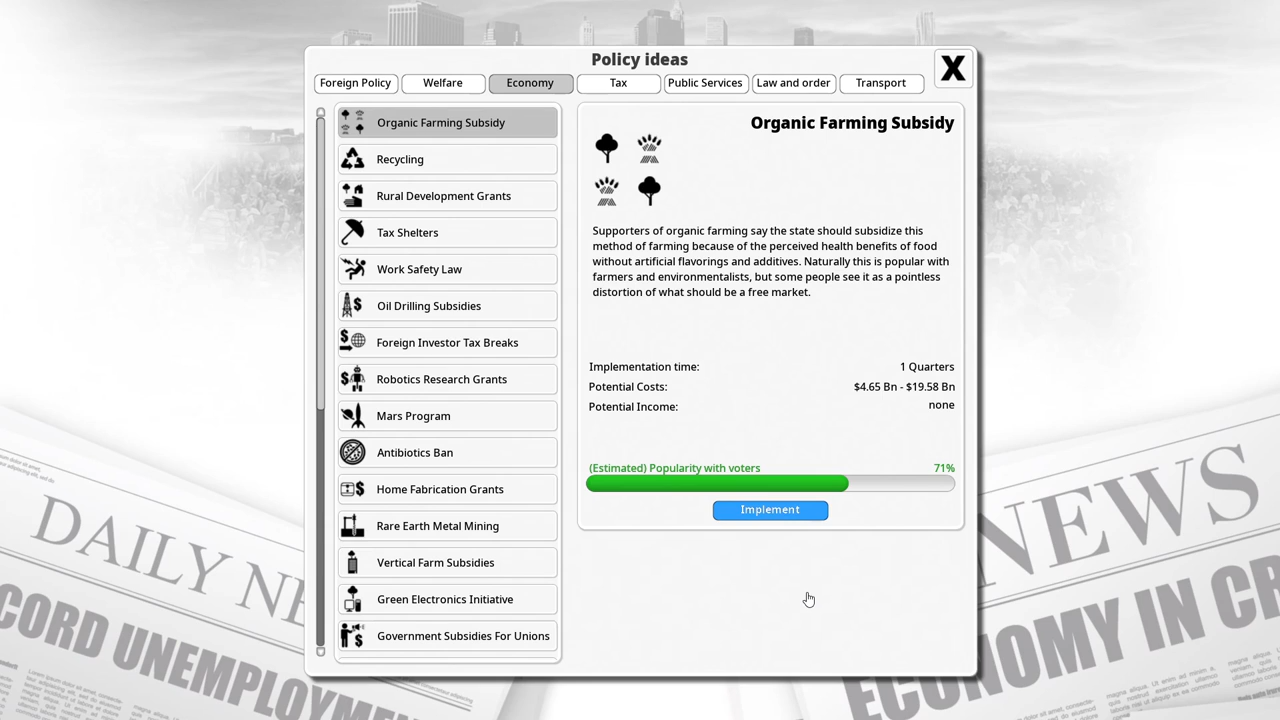 Policy ideas
X
Foreign Policy
Welfare
Economy
Tax
Public Services
Law and order
Transport
Organic Farming Subsidy
Recycling
Rural Development Grants
Tax Shelters
Work Safety Law
Oil Drilling Subsidies
Foreign Investor Tax Breaks
Robotics Research Grants
Mars Program
Antibiotics Ban
Home Fabrication Grants
Rare Earth Metal Mining
Vertical Farm Subsidies
Green Electronics Initiative
Government Subsidies For Unions
Organic Farming Subsidy
Supporters of organic farming say the state should subsidize this
method of farming because of the perceived health benefits of food
without artificial flavorings and additives. Naturally this is popular with
farmers and environmentalists, but some people see it as a pointless
distortion of what should be a free market.
Implementation time: 1 Quarters
Potential Costs: $4.65 Bn - $19.58 Bn
Potential Income: none
(Estimated) Popularity with voters 71%
Implement
DAILY NE
CORD UNEMPLOYM
NEWS
ECONOMY IN CR